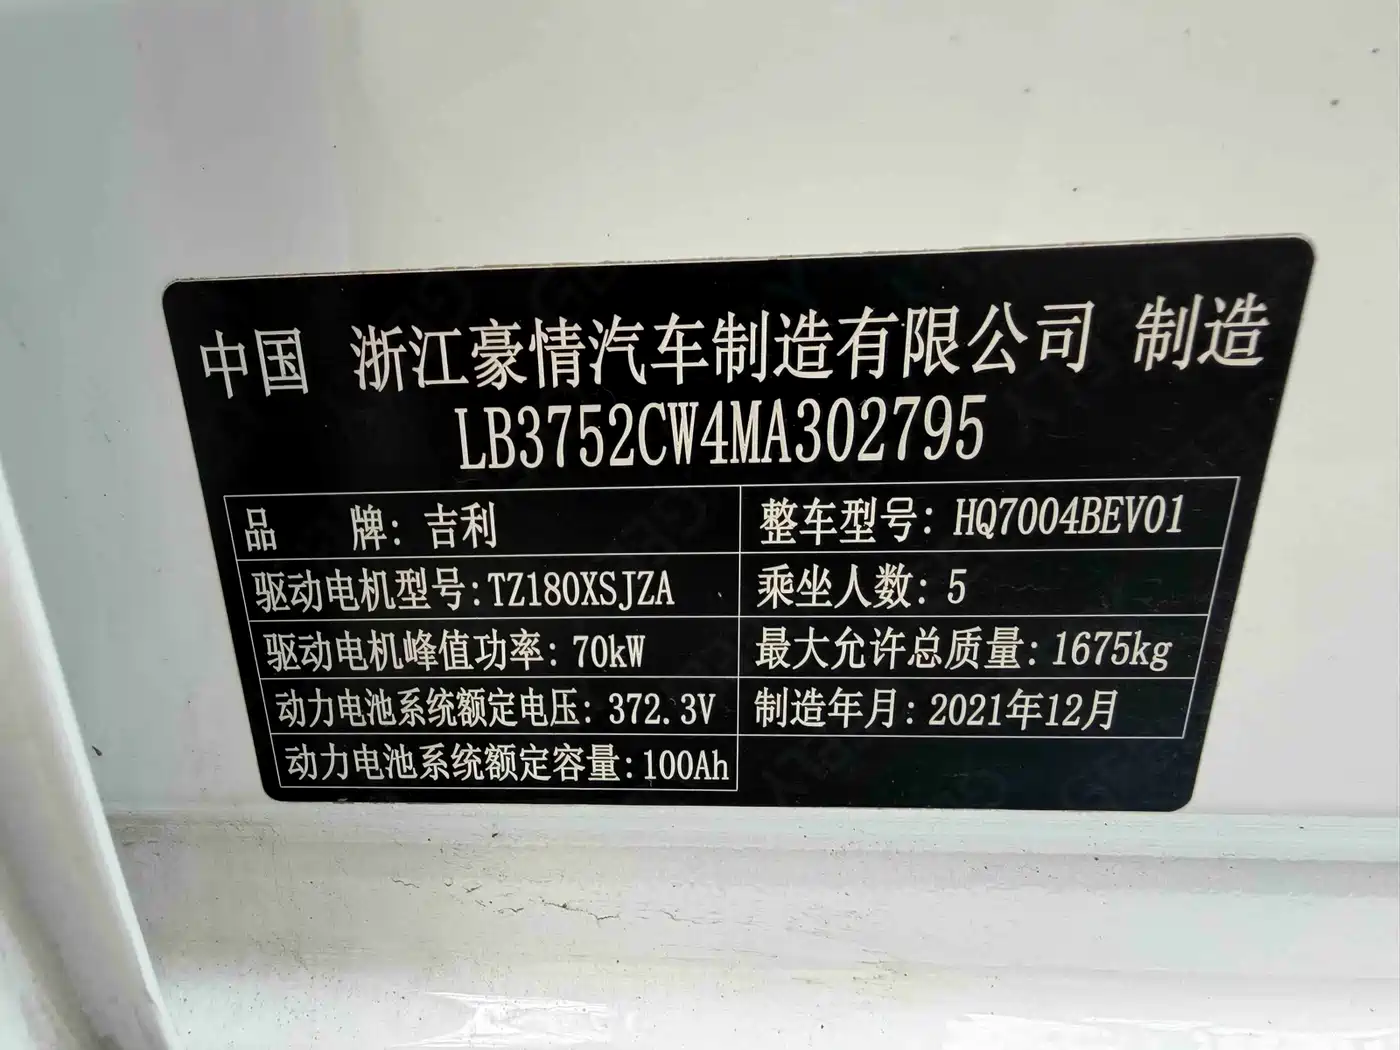 中国 浙江豪情汽车制造有限公司 制造
LB3752CW4MA302795
品 牌: 吉利 整车型号: HQ7004BEV01
驱动电机型号: TZ180XSJZA 乘坐人数: 5
驱动电机峰值功率: 70kW 最大允许总质量: 1675kg
动力电池系统额定电压: 372.3V 制造年月: 2021年12月
动力电池系统额定容量: 100Ah